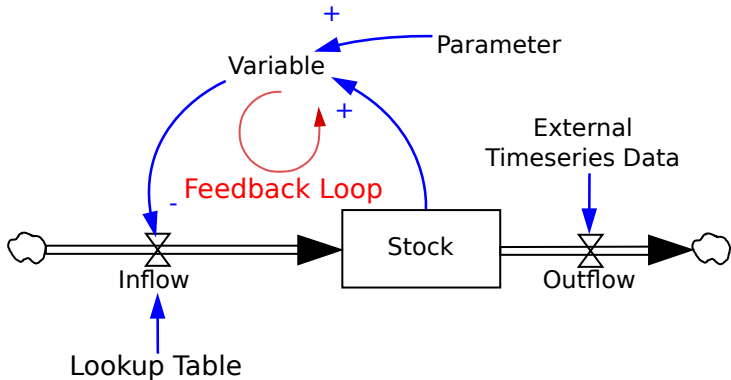 +
Parameter
Variable
+
External
Timeseries Data
-
Feedback Loop
Stock
Inflow
Outflow
Lookup Table